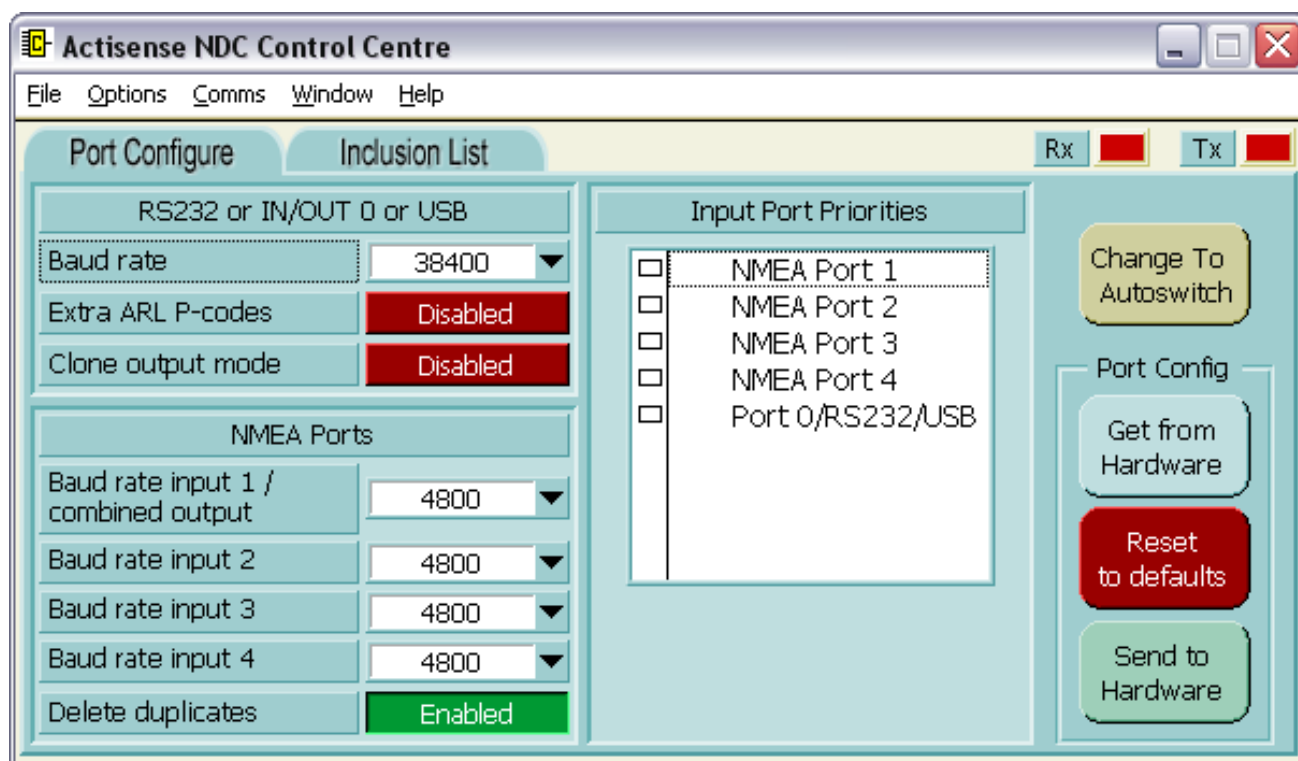 Actisense NDC Control Centre
File Options Comms Window Help
Port Configure Inclusion List Rx Tx
RS232 or IN/OUT 0 or USB
Baud rate 38400
Extra ARL P-codes Disabled
Clone output mode Disabled
NMEA Ports
Baud rate input 1 /
combined output 4800
Baud rate input 2 4800
Baud rate input 3 4800
Baud rate input 4 4800
Delete duplicates Enabled
Input Port Priorities
NMEA Port 1
NMEA Port 2
NMEA Port 3
NMEA Port 4
Port 0/RS232/USB
Change To
Autoswitch
Port Config
Get from
Hardware
Reset
to defaults
Send to
Hardware